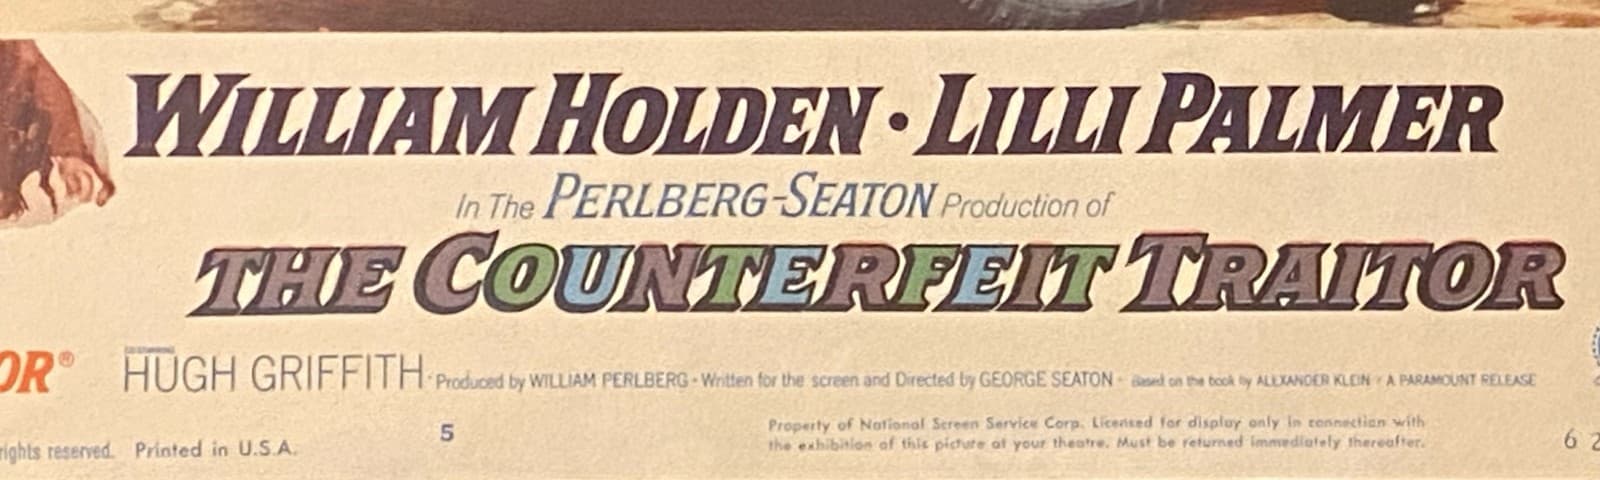 WILLIAM HOLDEN • LILLI PALMER
In The PERLBERG-SEATON Production of
THE COUNTERFEIT TRAITOR
OR® HUGH GRIFFITH · Produced by WILLIAM PERLBERG · Written for the screen and Directed by GEORGE SEATON · Based on the book by ALEXANDER KLEIN · A PARAMOUNT RELEASE
5
Property of National Screen Service Corp. Licensed for display only in connection with
the exhibition of this picture at your theatre. Must be returned immediately thereafter.
rights reserved. Printed in U.S.A.
6 2